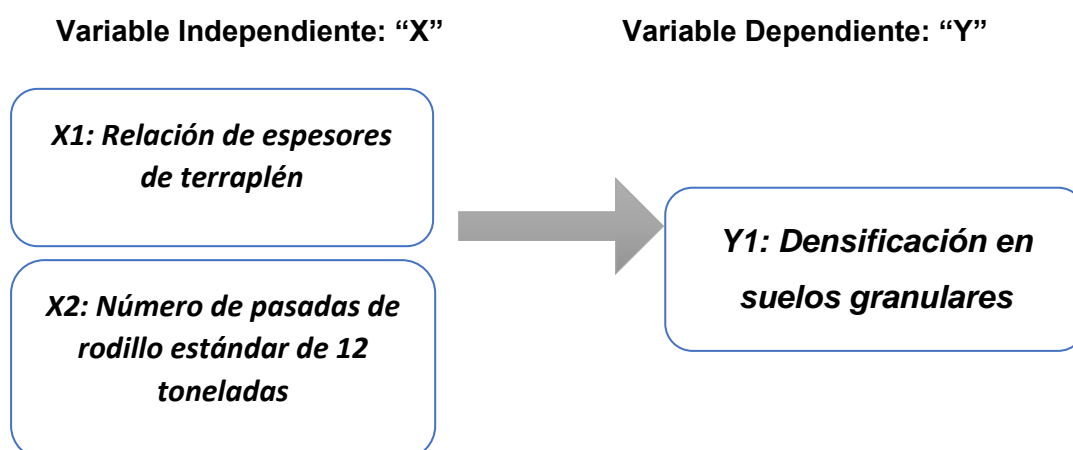 Variable Independiente: “X”
Variable Dependiente: “Y”
X1: Relación de espesores
de terraplén
X2: Número de pasadas de
rodillo estándar de 12
toneladas
Y1: Densificación en
suelos granulares